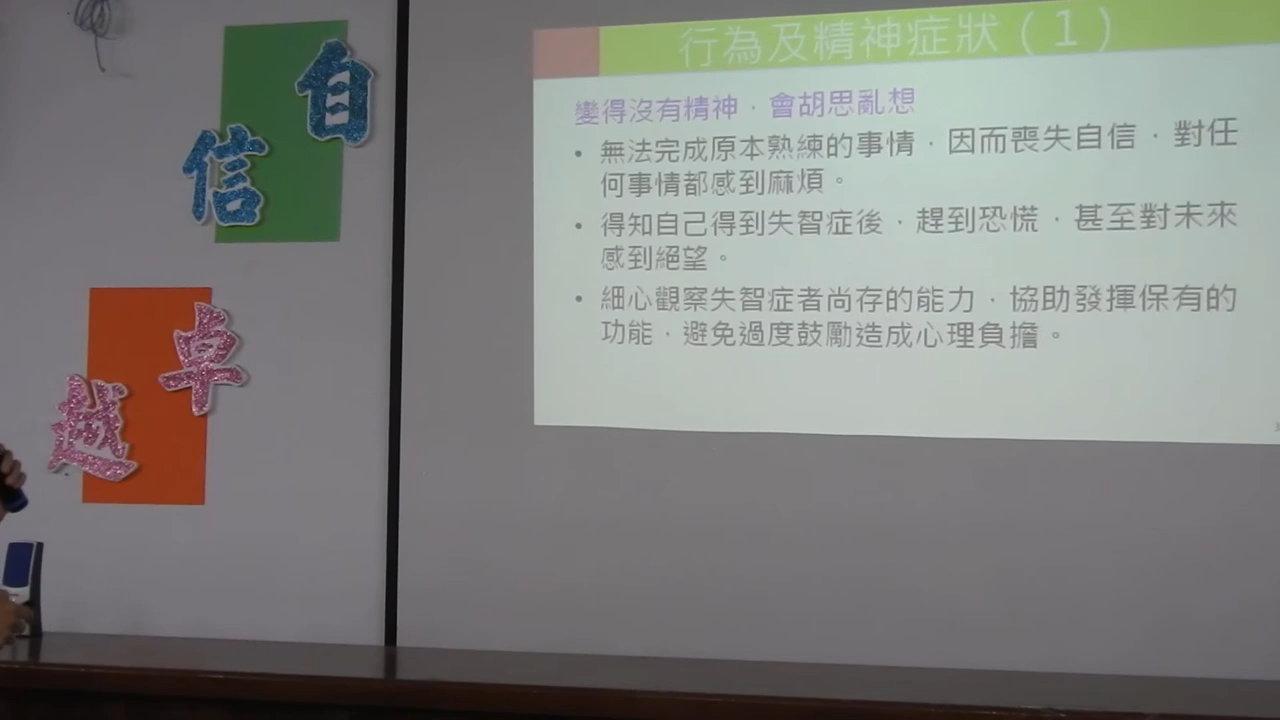 自
信
卓
越
行為及精神症狀（1）
變得沒有精神，會胡思亂想
• 無法完成原本熟練的事情，因而喪失自信，對任
何事情都感到麻煩。
• 得知自己得到失智症後，趕到恐慌，甚至對未來
感到絕望。
• 細心觀察失智症者尚存的能力，協助發揮保有的
功能，避免過度鼓勵造成心理負擔。